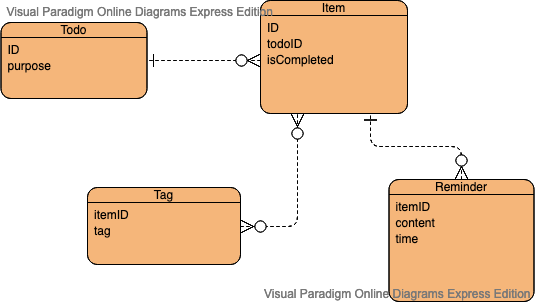 Visual Paradigm Online Diagrams Express Edition
Item
ID
todoID
isCompleted
Todo
ID
purpose
Tag
itemID
tag
Reminder
itemID
content
time
Visual Paradigm Online Diagrams Express Edition